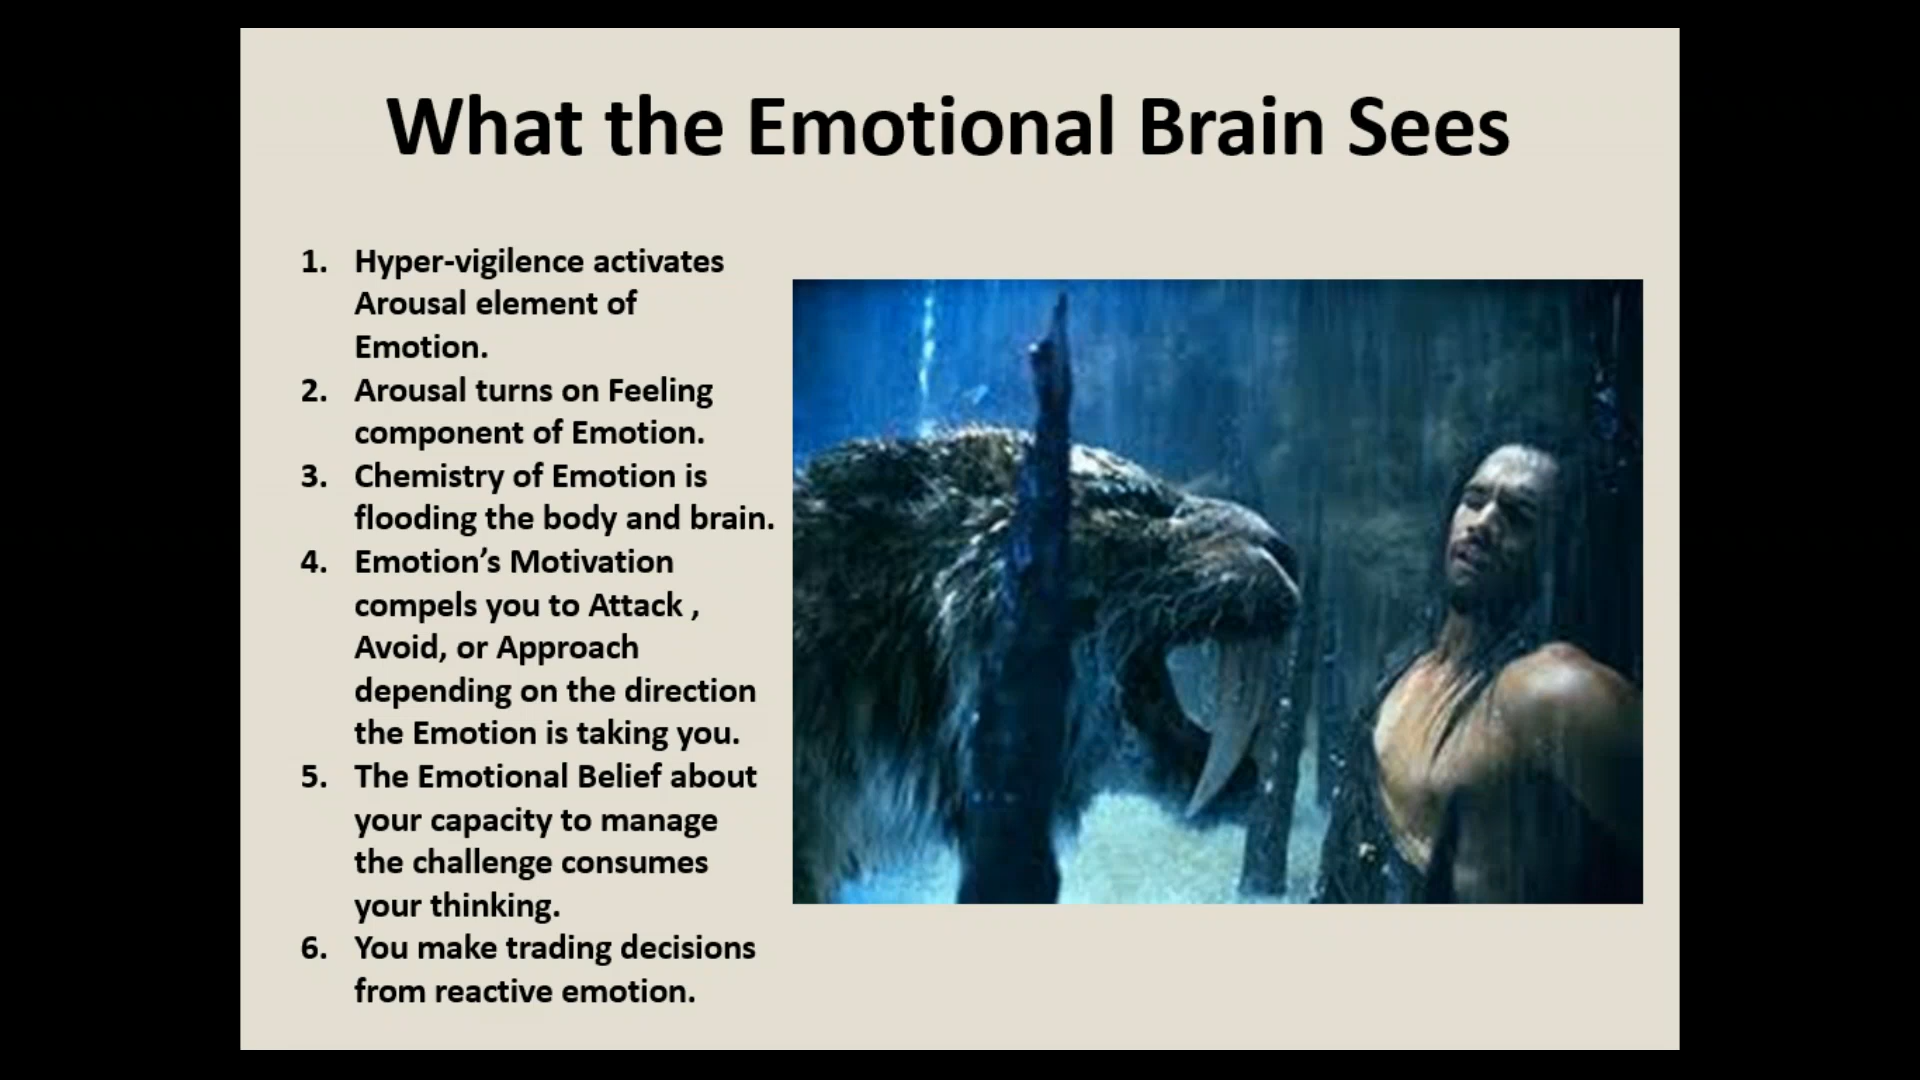 What the Emotional Brain Sees
1. Hyper-vigilence activates
Arousal element of
Emotion.
2. Arousal turns on Feeling
component of Emotion.
3. Chemistry of Emotion is
flooding the body and brain.
4. Emotion’s Motivation
compels you to Attack ,
Avoid, or Approach
depending on the direction
the Emotion is taking you.
5. The Emotional Belief about
your capacity to manage
the challenge consumes
your thinking.
6. You make trading decisions
from reactive emotion.